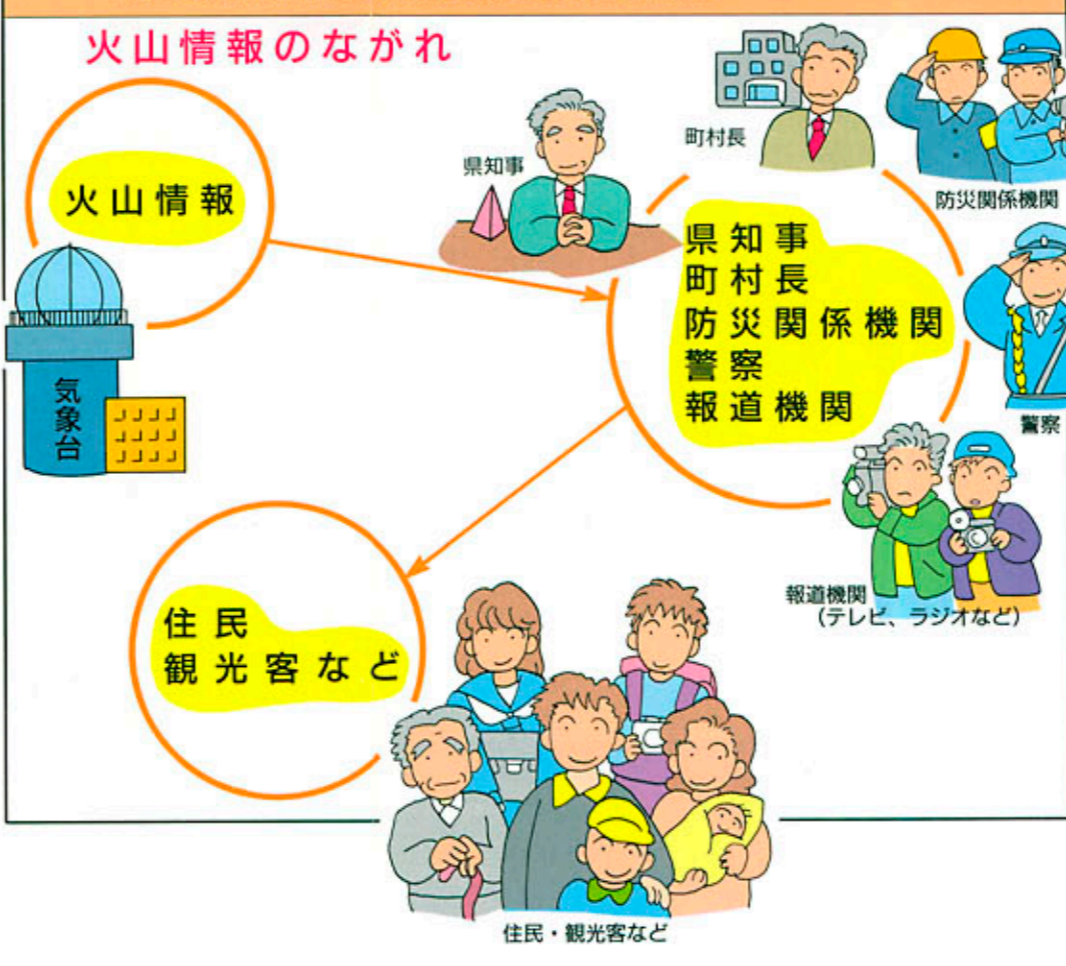 火山情報のながれ
火山情報
気象台
県知事
町村長
防災関係機関
県知事
町村長
防災関係機関
警察
報道機関
警察
報道機関
(テレビ、ラジオなど)
住民
観光客など
住民・観光客など